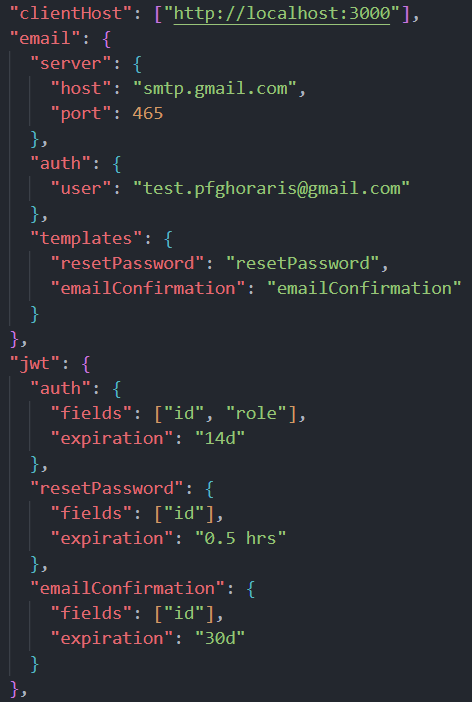 "clientHost": ["http://localhost:3000"],
"email": {
  "server": {
    "host": "smtp.gmail.com",
    "port": 465
  },
  "auth": {
    "user": "test.pfghoraris@gmail.com"
  },
  "templates": {
    "resetPassword": "resetPassword",
    "emailConfirmation": "emailConfirmation"
  }
},
"jwt": {
  "auth": {
    "fields": ["id", "role"],
    "expiration": "14d"
  },
  "resetPassword": {
    "fields": ["id"],
    "expiration": "0.5 hrs"
  },
  "emailConfirmation": {
    "fields": ["id"],
    "expiration": "30d"
  }
},